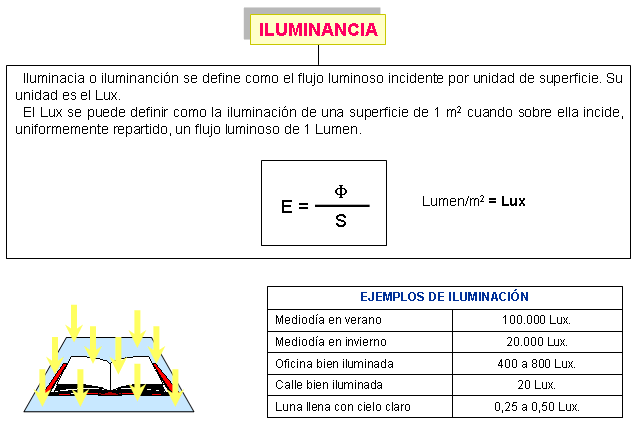 ILUMINANCIA
Iluminacia o iluminanción se define como el flujo luminoso incidente por unidad de superficie. Su
unidad es el Lux.
El Lux se puede definir como la iluminación de una superficie de 1 m² cuando sobre ella incide,
uniformemente repartido, un flujo luminoso de 1 Lumen.
E = Φ / S
Lumen/m² = Lux
EJEMPLOS DE ILUMINACIÓN
Mediodía en verano 100.000 Lux.
Mediodía en invierno 20.000 Lux.
Oficina bien iluminada 400 a 800 Lux.
Calle bien iluminada 20 Lux.
Luna llena con cielo claro 0,25 a 0,50 Lux.